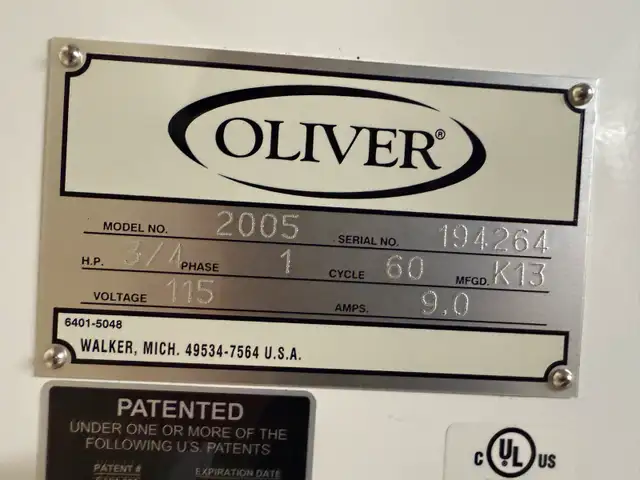 OLIVER®
MODEL NO. 2005 SERIAL NO. 194264
H.P. 3/4 PHASE 1 CYCLE 60 MFGD. K13
VOLTAGE 115 AMPS. 9.0
6401-5048
WALKER, MICH. 49534-7564 U.S.A.
PATENTED
UNDER ONE OR MORE OF THE
FOLLOWING U.S. PATENTS
PATENT # EXPIRATION DATE
C UL US